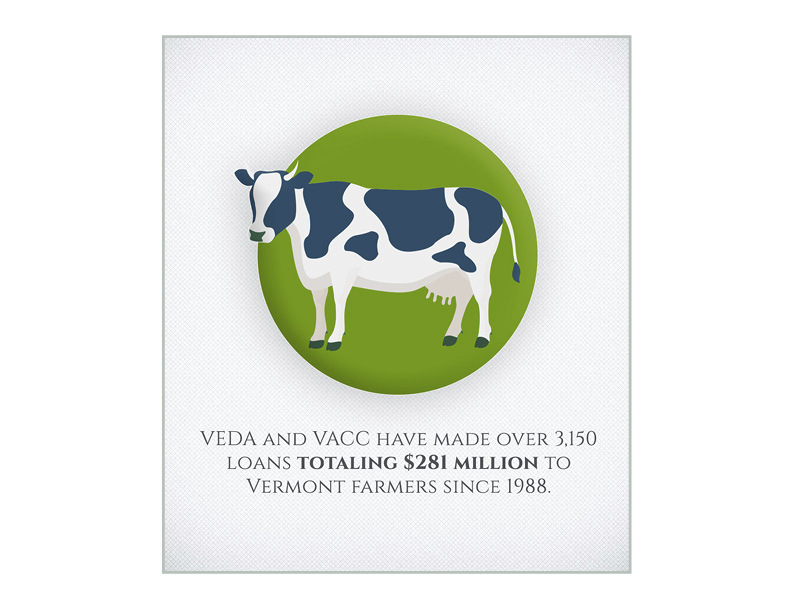 VEDA and VACC have made over 3,150
loans totaling $281 million to
Vermont farmers since 1988.